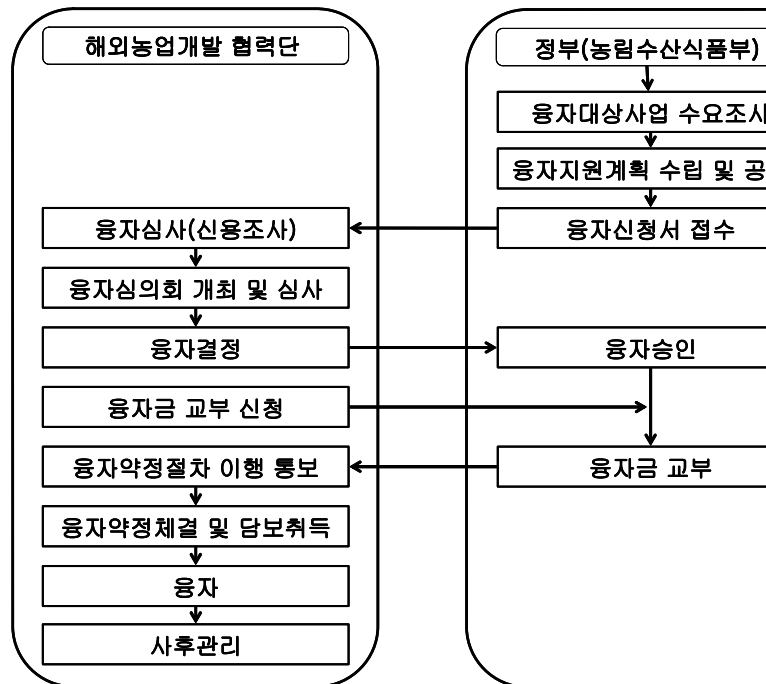 해외농업개발 협력단
융자심사(신용조사)
융자심의회 개최 및 심사
융자결정
융자금 교부 신청
융자약정절차 이행 통보
융자약정체결 및 담보취득
융자
사후관리
정부(농림수산식품부)
융자대상사업 수요조사
융자지원계획 수립 및 공
융자신청서 접수
융자승인
융자금 교부